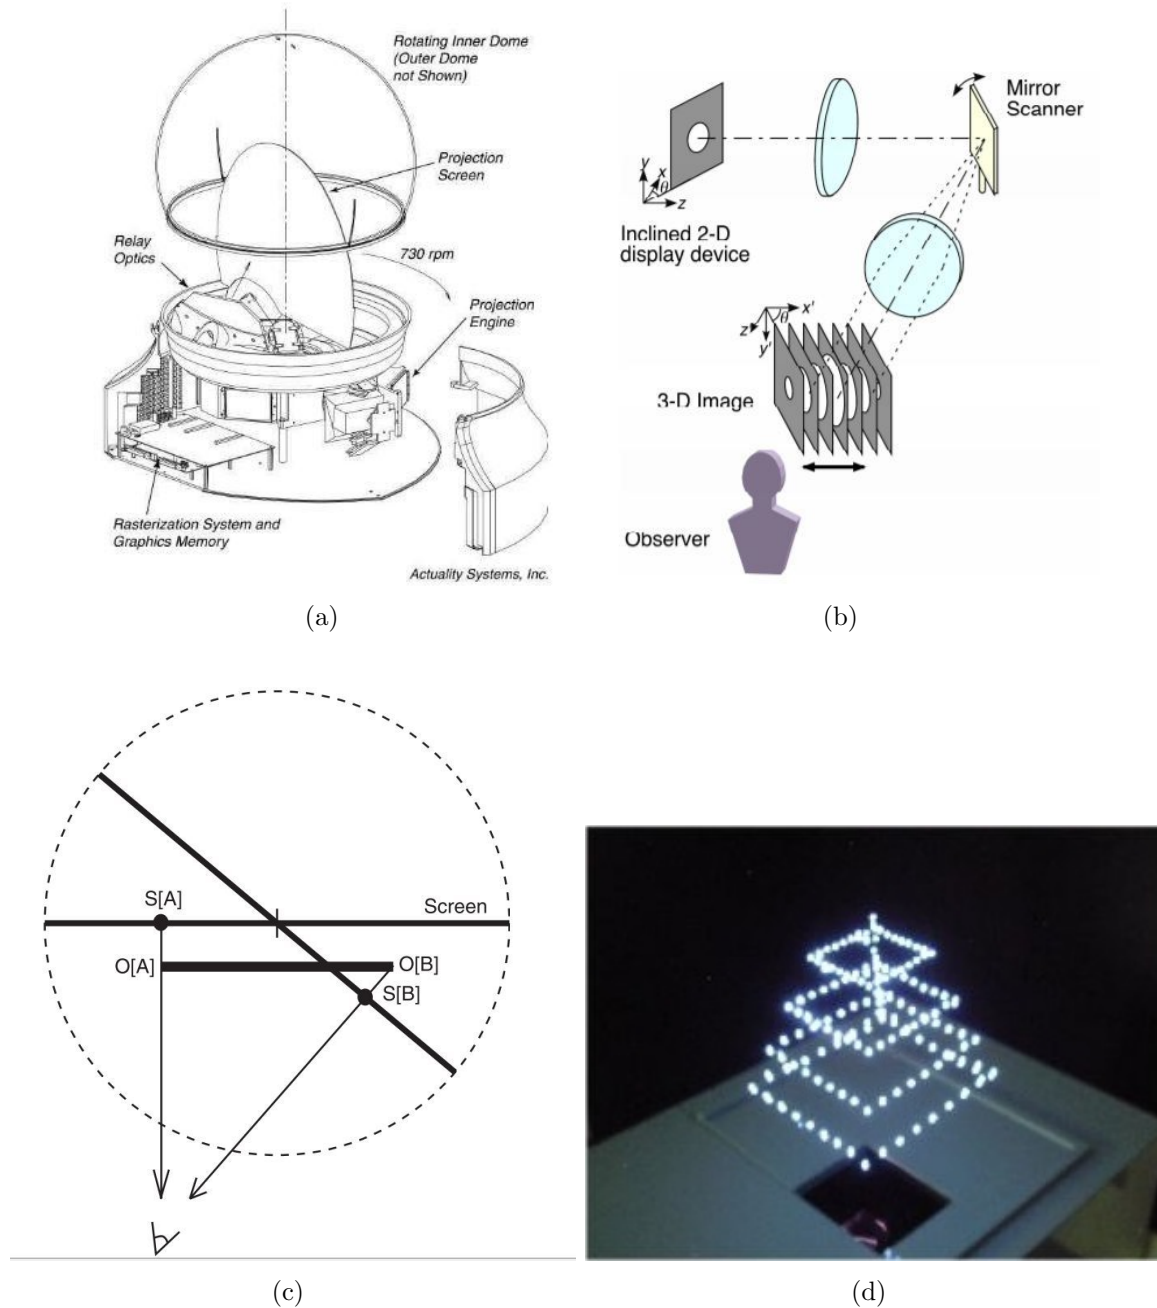 Rotating Inner Dome
(Outer Dome
not Shown)
Projection
Screen
Relay
Optics
730 rpm
Projection
Engine
Rasterization System and
Graphics Memory
Actuality Systems, Inc.
(a)
Mirror
Scanner
y
x
θ
z
Inclined 2-D
display device
x'
θ
z
y'
3-D Image
Observer
(b)
S[A]
Screen
O[A]
O[B]
S[B]
(c)
(d)